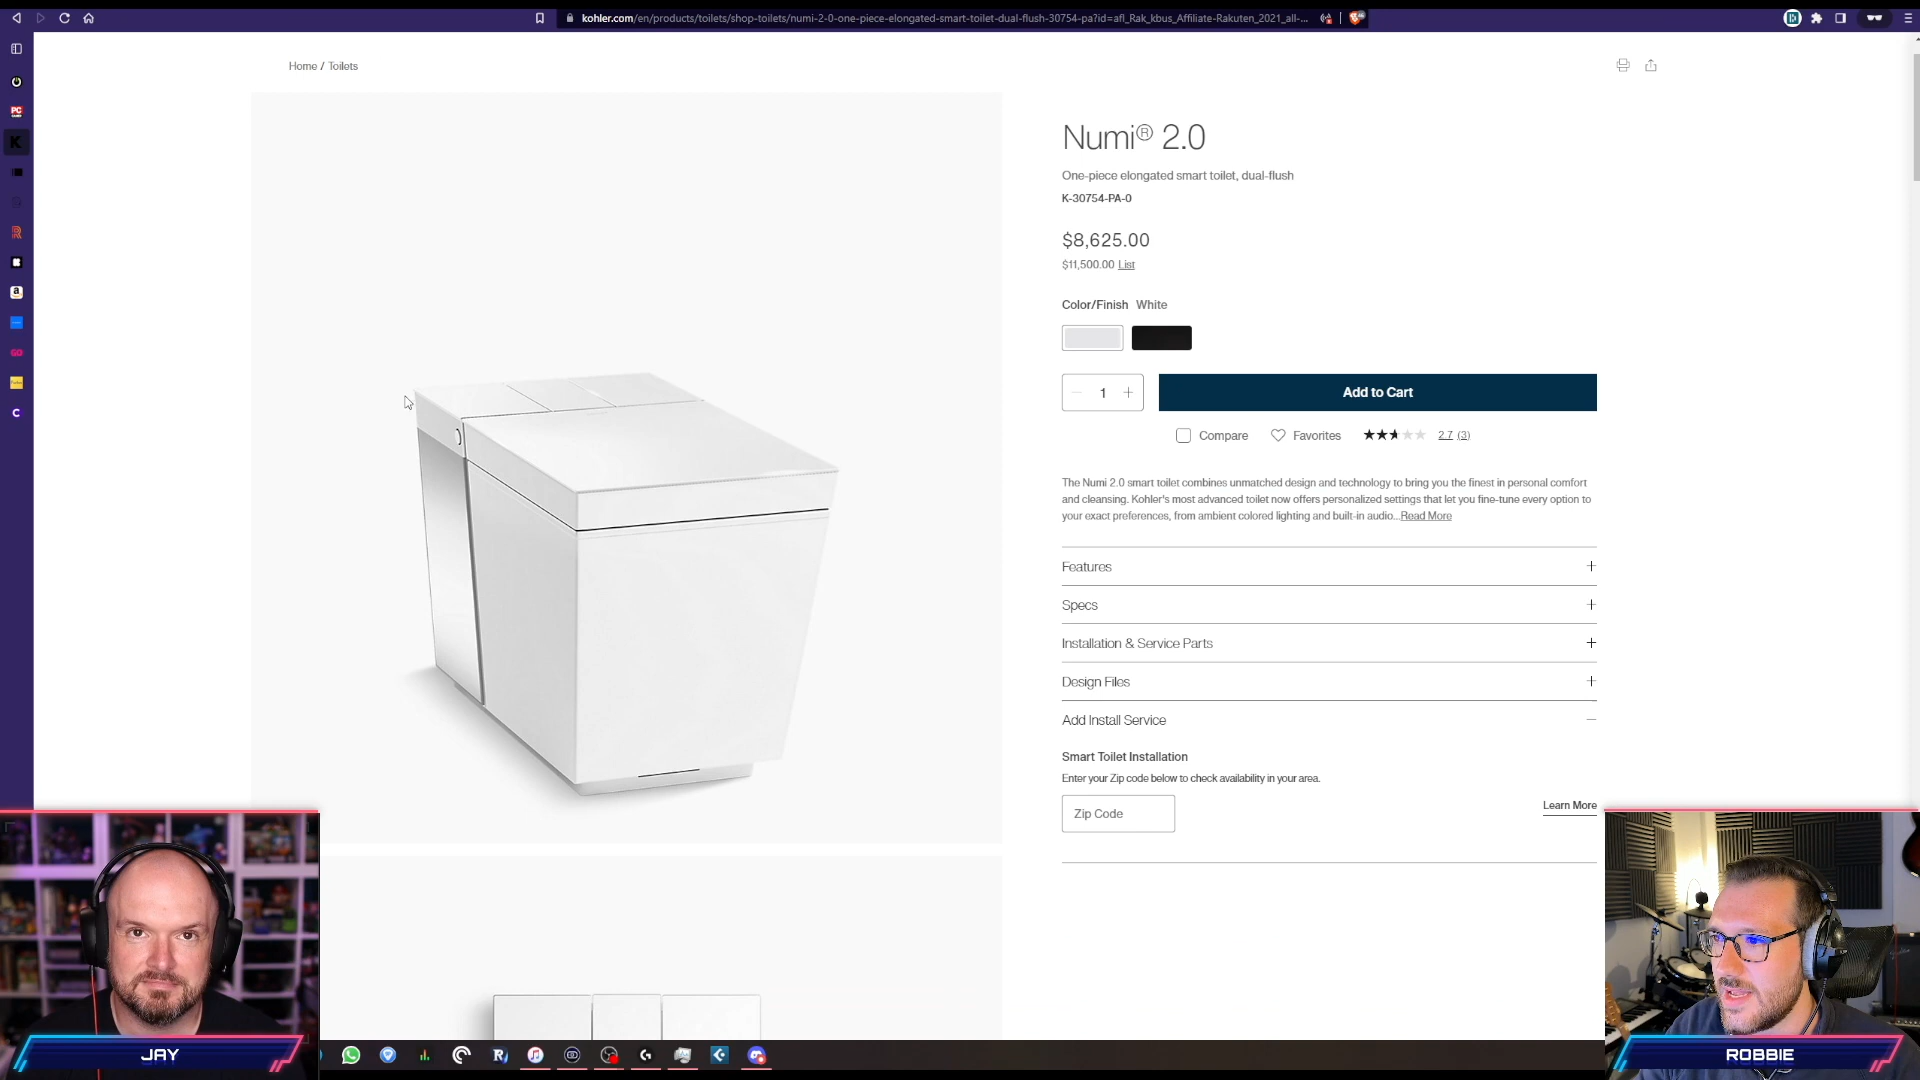 kohler.com/en/products/toilets/shop-toilets/numi-2-0-one-piece-elongated-smart-toilet-dual-flush-30754-pa?id=afl_Rak_kbus_Affiliate-Rakuten_2021_all-...
Home / Toilets
Numi® 2.0
One-piece elongated smart toilet, dual-flush
K-30754-PA-0
$8,625.00
$11,500.00 List
Color/Finish White
1
Add to Cart
Compare Favorites 2.7 (3)
The Numi 2.0 smart toilet combines unmatched design and technology to bring you the finest in personal comfort
and cleansing. Kohler's most advanced toilet now offers personalized settings that let you fine-tune every option to
your exact preferences, from ambient colored lighting and built-in audio...Read More
Features
Specs
Installation & Service Parts
Design Files
Add Install Service
Smart Toilet Installation
Enter your Zip code below to check availability in your area.
Zip Code
Learn More
JAY
ROBBIE